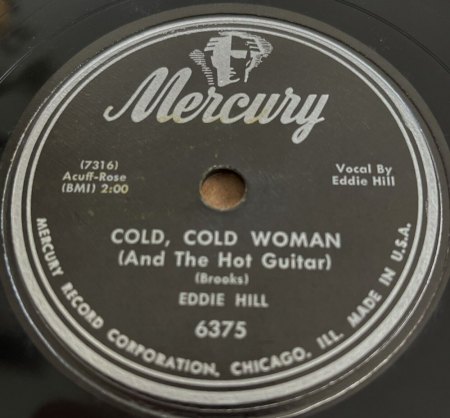 Mercury
(7316)
Acuff-Rose
(BMI) 2:00
Vocal By
Eddie Hill
COLD, COLD WOMAN
(And The Hot Guitar)
(Brooks)
EDDIE HILL
6375
MERCURY RECORD CORPORATION, CHICAGO, ILL. MADE IN U.S.A.